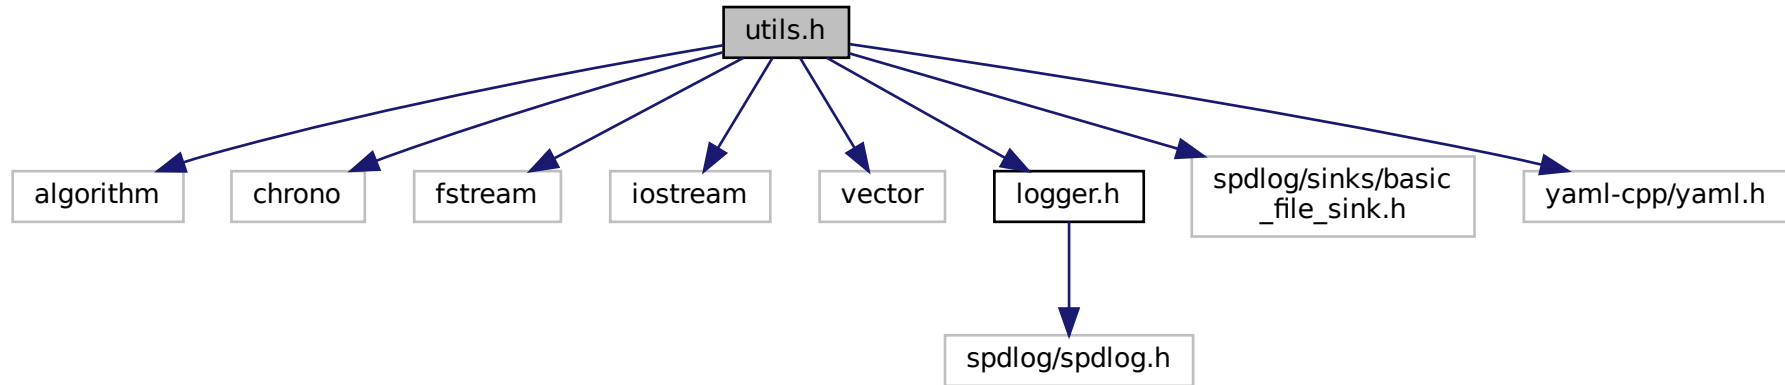 utils.h
algorithm
chrono
fstream
iostream
vector
logger.h
spdlog/sinks/basic
_file_sink.h
yaml-cpp/yaml.h
spdlog/spdlog.h